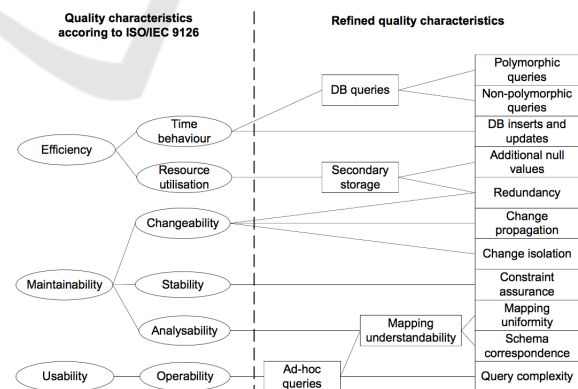 Quality characteristics
accoring to ISO/IEC 9126
Refined quality characteristics
Polymorphic
queries
DB queries
Non-polymorphic
queries
Time
behaviour
DB inserts and
updates
Efficiency
Additional null
values
Resource
utilisation
Secondary
storage
Redundancy
Changeability
Change
propagation
Change isolation
Maintainability
Stability
Constraint
assurance
Mapping
uniformity
Analysability
Mapping
understandability
Schema
correspondence
Usability
Operability
Ad-hoc
queries
Query complexity